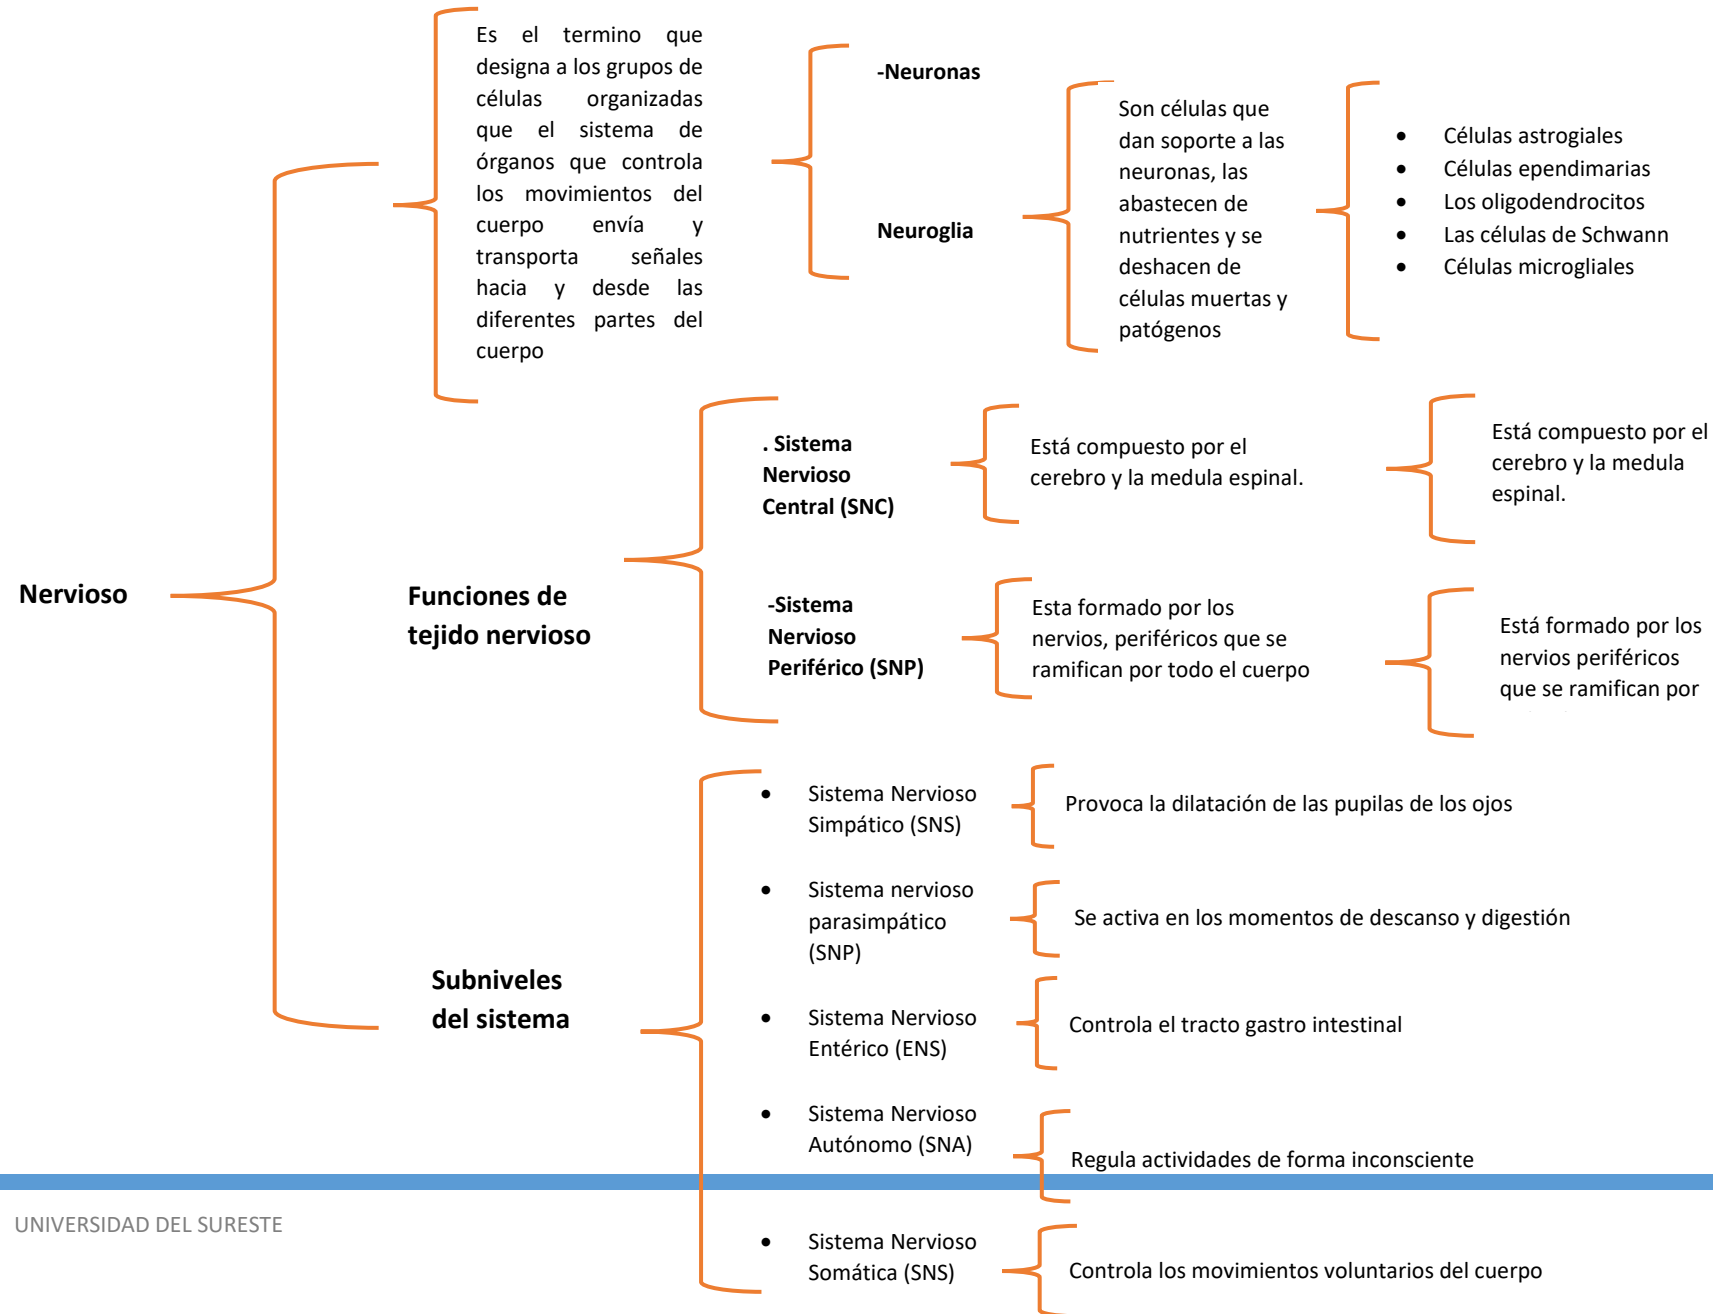 Es el termino que
designa a los grupos de
células organizadas
que el sistema de
órganos que controla
los movimientos del
cuerpo envía y
transporta señales
hacia y desde las
diferentes partes del
cuerpo
-Neuronas
Neuroglia
Son células que
dan soporte a las
neuronas, las
abastecen de
nutrientes y se
deshacen de
células muertas y
patógenos
• Células astrogiales
• Células ependimarias
• Los oligodendrocitos
• Las células de Schwann
• Células microgliales
Nervioso
Funciones de
tejido nervioso
. Sistema
Nervioso
Central (SNC)
Está compuesto por el
cerebro y la medula espinal.
Está compuesto por el
cerebro y la medula
espinal.
-Sistema
Nervioso
Periférico (SNP)
Esta formado por los
nervios, periféricos que se
ramifican por todo el cuerpo
Está formado por los
nervios periféricos
que se ramifican por
Subniveles
del sistema
• Sistema Nervioso
Simpático (SNS)
Provoca la dilatación de las pupilas de los ojos
• Sistema nervioso
parasimpático
(SNP)
Se activa en los momentos de descanso y digestión
• Sistema Nervioso
Entérico (ENS)
Controla el tracto gastro intestinal
• Sistema Nervioso
Autónomo (SNA)
Regula actividades de forma inconsciente
• Sistema Nervioso
Somática (SNS)
Controla los movimientos voluntarios del cuerpo
UNIVERSIDAD DEL SURESTE